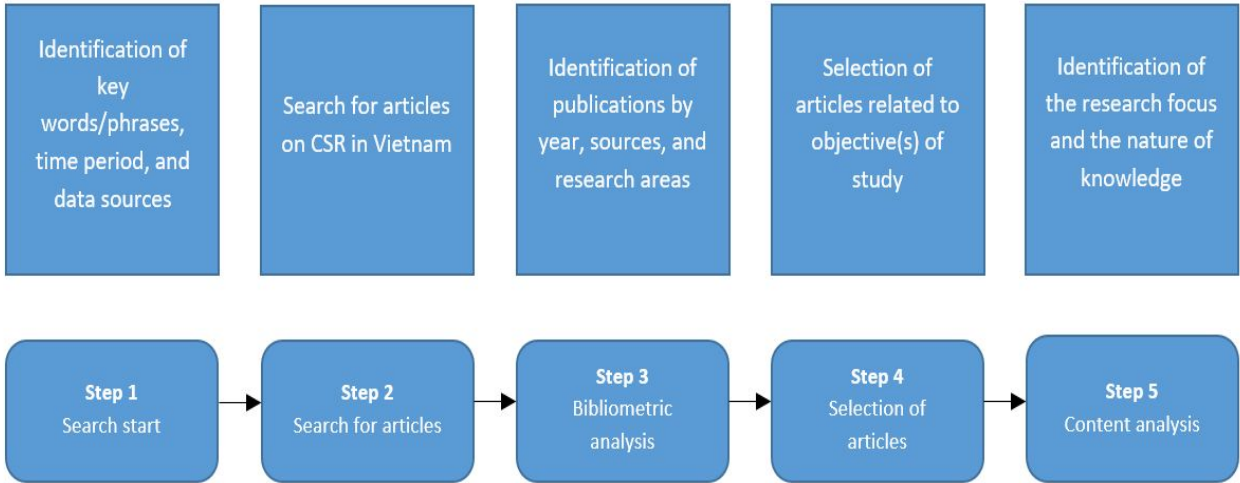 Identification of
key
words/phrases,
time period, and
data sources
Search for articles
on CSR in Vietnam
Identification of
publications by
year, sources, and
research areas
Selection of
articles related to
objective(s) of
study
Identification of
the research focus
and the nature of
knowledge
Step 1
Search start
Step 2
Search for articles
Step 3
Bibliometric
analysis
Step 4
Selection of
articles
Step 5
Content analysis